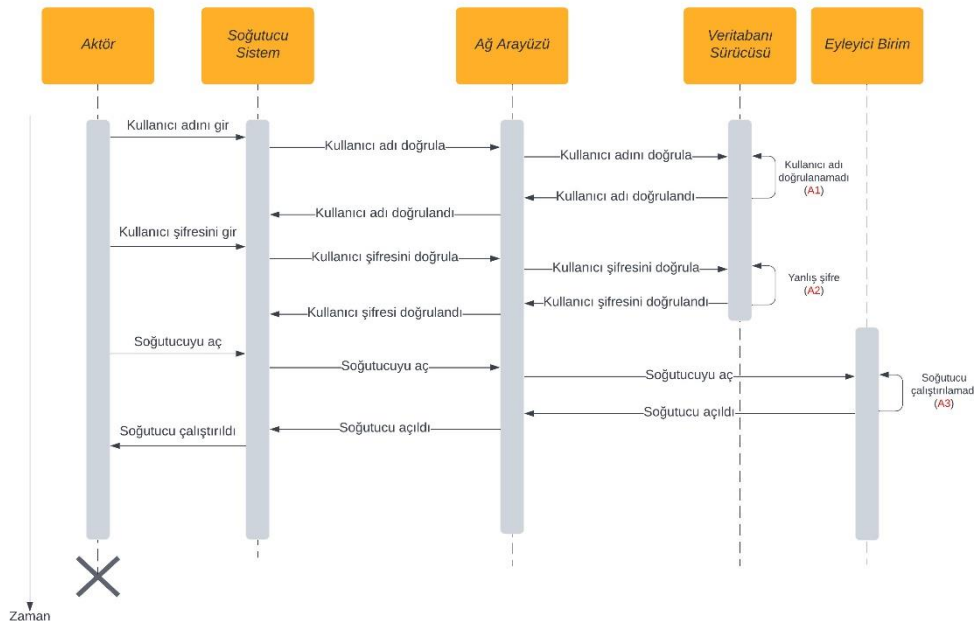 Aktör
Soğutucu
Sistem
Ağ Arayüzü
Veritabanı
Sürücüsü
Eyleyici Birim
Kullanıcı adını gir
Kullanıcı adı doğrula
Kullanıcı adını doğrula
Kullanıcı adı
doğrulanamadı
(A1)
Kullanıcı adı doğrulandı
Kullanıcı adı doğrulandı
Kullanıcı şifresini gir
Kullanıcı şifresini doğrula
Kullanıcı şifresini doğrula
Yanlış şifre
(A2)
Kullanıcı şifresini doğrulandı
Kullanıcı şifresi doğrulandı
Soğutucuyu aç
Soğutucuyu aç
Soğutucuyu aç
Soğutucu
çalıştırılamad
(A3)
Soğutucu açıldı
Soğutucu açıldı
Soğutucu çalıştırıldı
Zaman